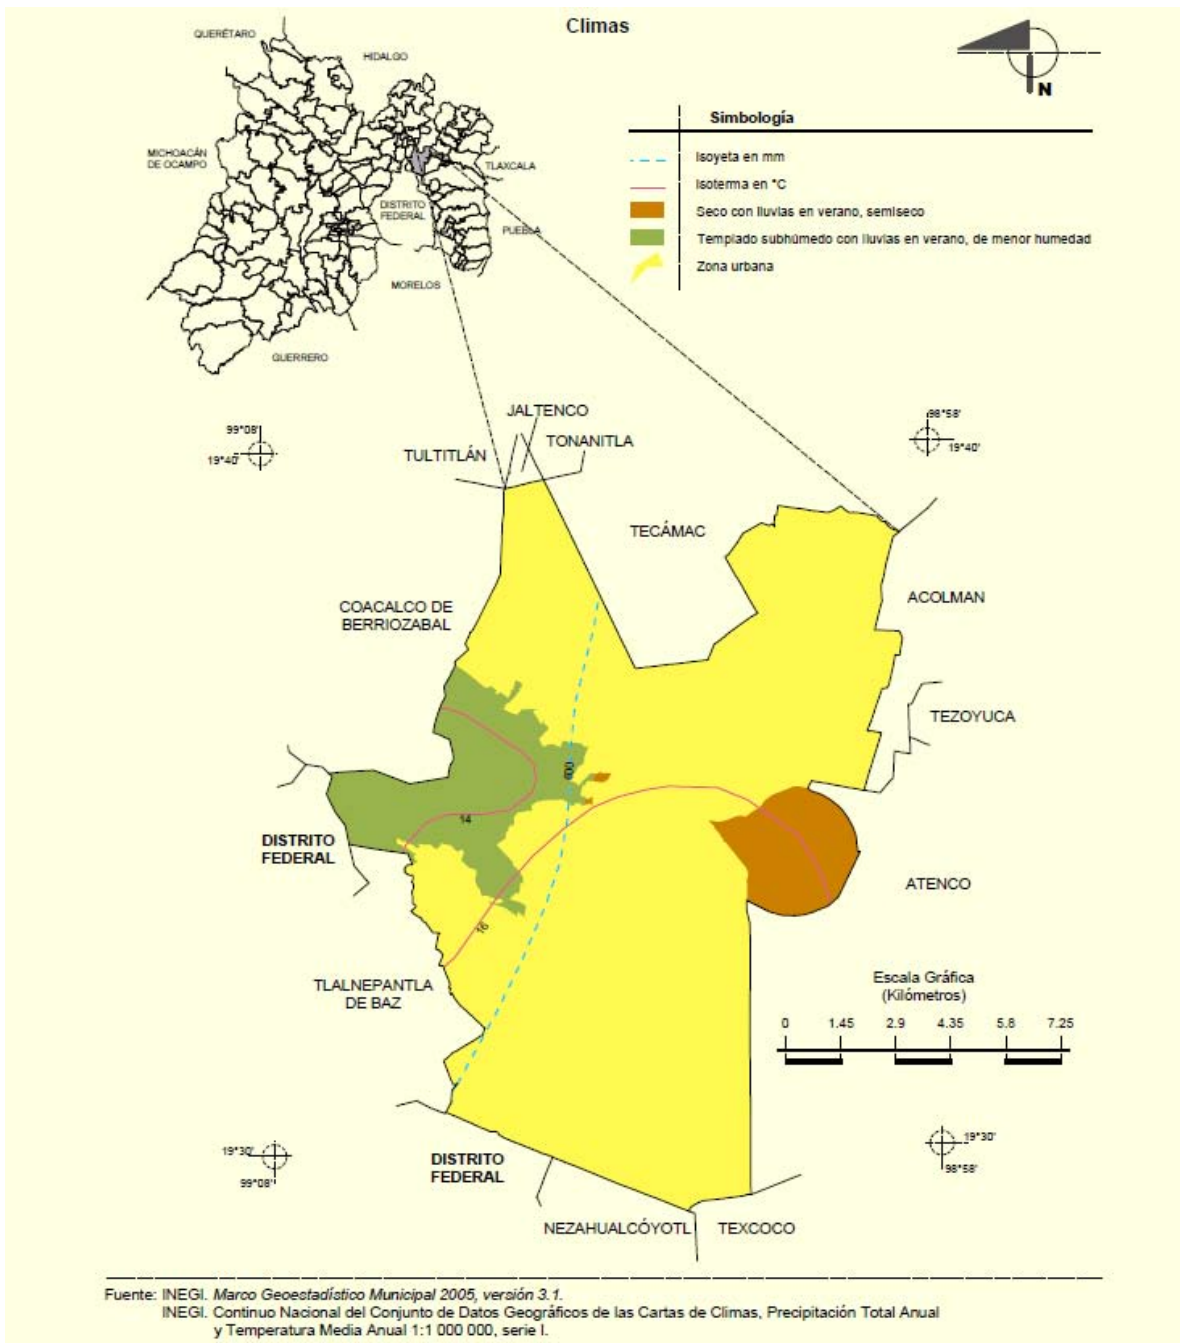 Climas
QUERÉTARO
HIDALGO
MICHOACÁN
DE OCAMPO
TLAXCALA
DISTRITO
FEDERAL
PUEBLA
MORELOS
GUERRERO
N
Simbología
Isoyeta en mm
Isoterma en °C
Seco con lluvias en verano, semiseco
Templado subhúmedo con lluvias en verano, de menor humedad
Zona urbana
99°08'
19°40'
98°58'
19°40'
JALTENCO
TULTITLÁN
TONANITLA
TECÁMAC
COACALCO DE
BERRIOZABAL
ACOLMAN
TEZOYUCA
600
14
DISTRITO
FEDERAL
ATENCO
16
TLALNEPANTLA
DE BAZ
Escala Gráfica
(Kilómetros)
0 1.45 2.9 4.35 5.8 7.25
19°30'
99°08'
19°30'
98°58'
DISTRITO
FEDERAL
NEZAHUALCÓYOTL
TEXCOCO
Fuente: INEGI. Marco Geoestadístico Municipal 2005, versión 3.1.
INEGI. Continuo Nacional del Conjunto de Datos Geográficos de las Cartas de Climas, Precipitación Total Anual
y Temperatura Media Anual 1:1 000 000, serie I.